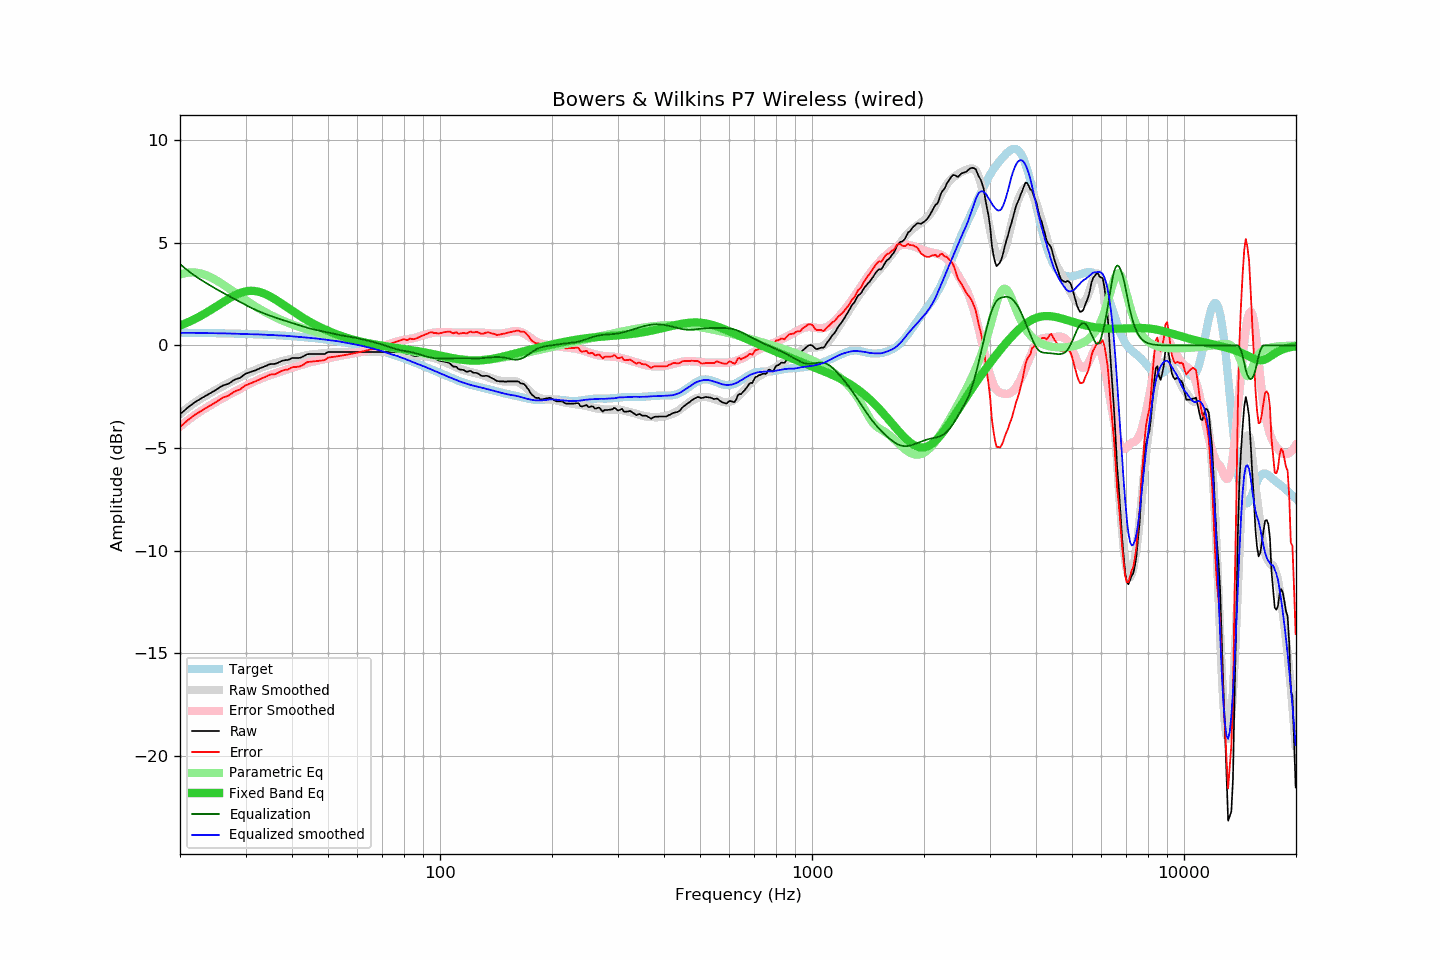 Bowers & Wilkins P7 Wireless (wired)
10
5
0
−5
−10
−15
−20
Amplitude (dBr)
Target
Raw Smoothed
Error Smoothed
Raw
Error
Parametric Eq
Fixed Band Eq
Equalization
Equalized smoothed
100 1000 10000
Frequency (Hz)